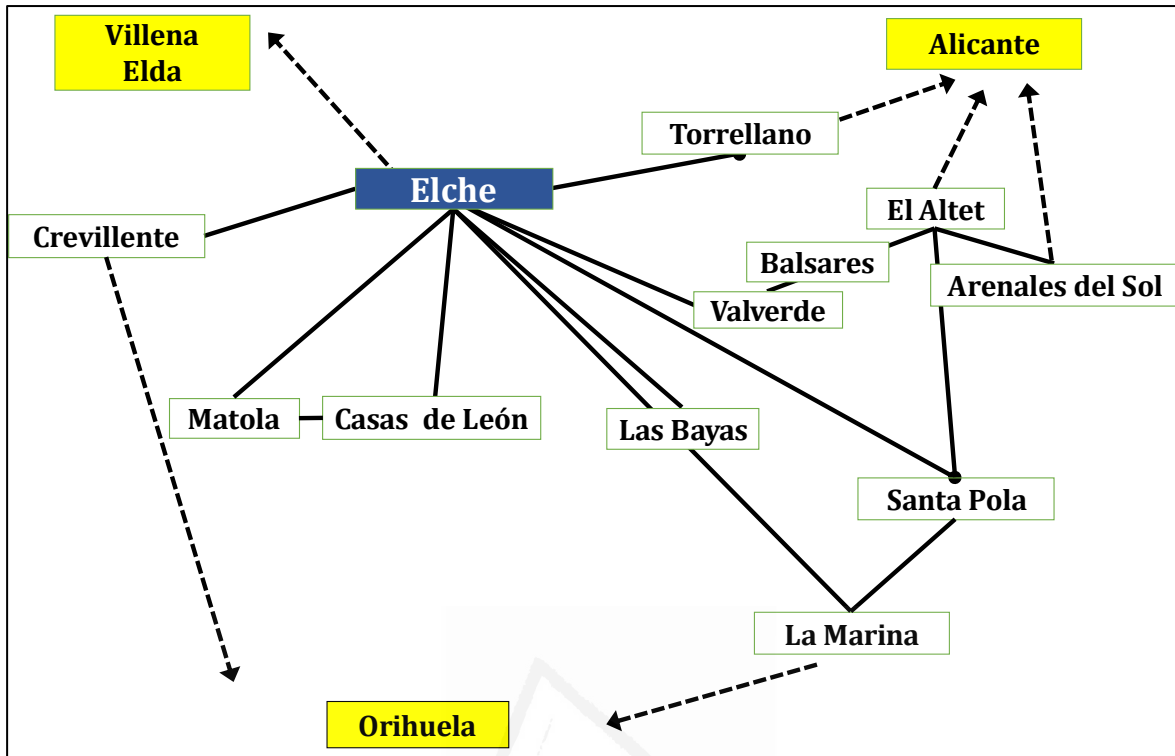 Villena
Elda
Alicante
Torrellano
Elche
El Altet
Crevillente
Balsares
Arenales del Sol
Valverde
Matola
Casas de León
Las Bayas
Santa Pola
La Marina
Orihuela